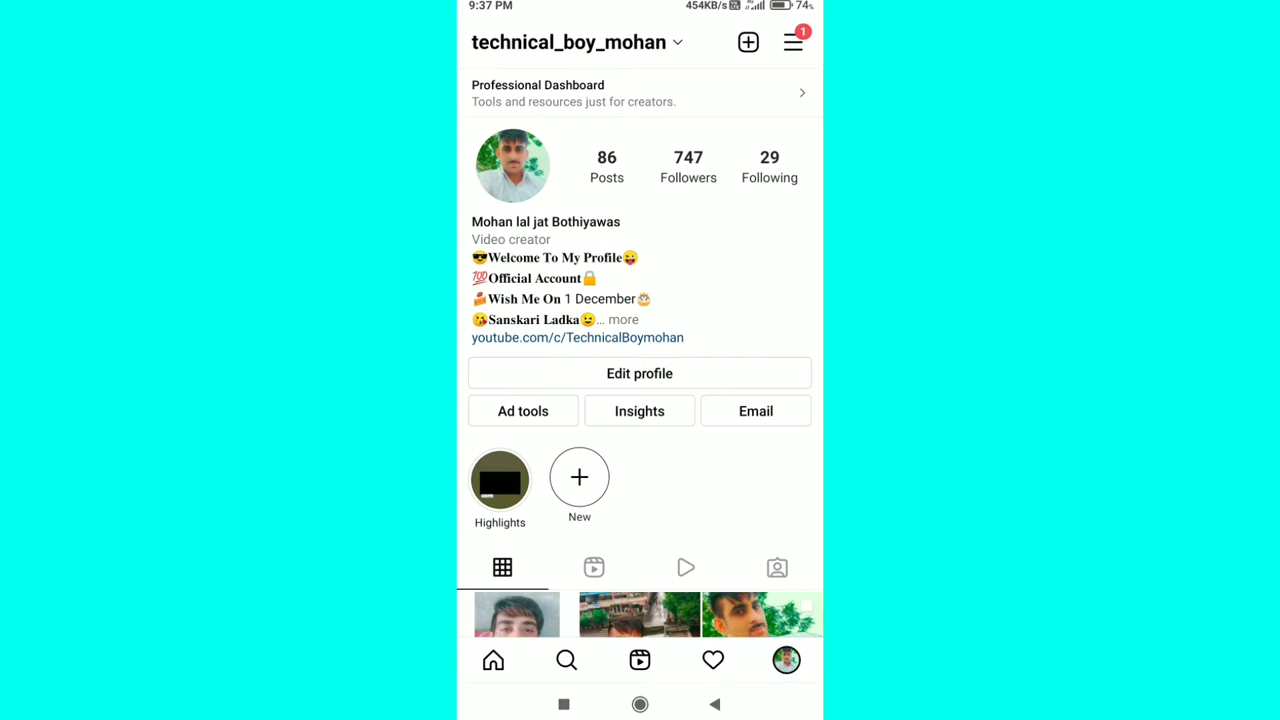 9:37 PM 454KB/s 74%
technical_boy_mohan 1
Professional Dashboard
Tools and resources just for creators.
86 747 29
Posts Followers Following
Mohan lal jat Bothiyawas
Video creator
😎Welcome To My Profile😜
💯Official Account🔒
🍰Wish Me On 1 December🎂
😘Sanskari Ladka😉... more
youtube.com/c/TechnicalBoymohan
Edit profile
Ad tools Insights Email
Highlights New